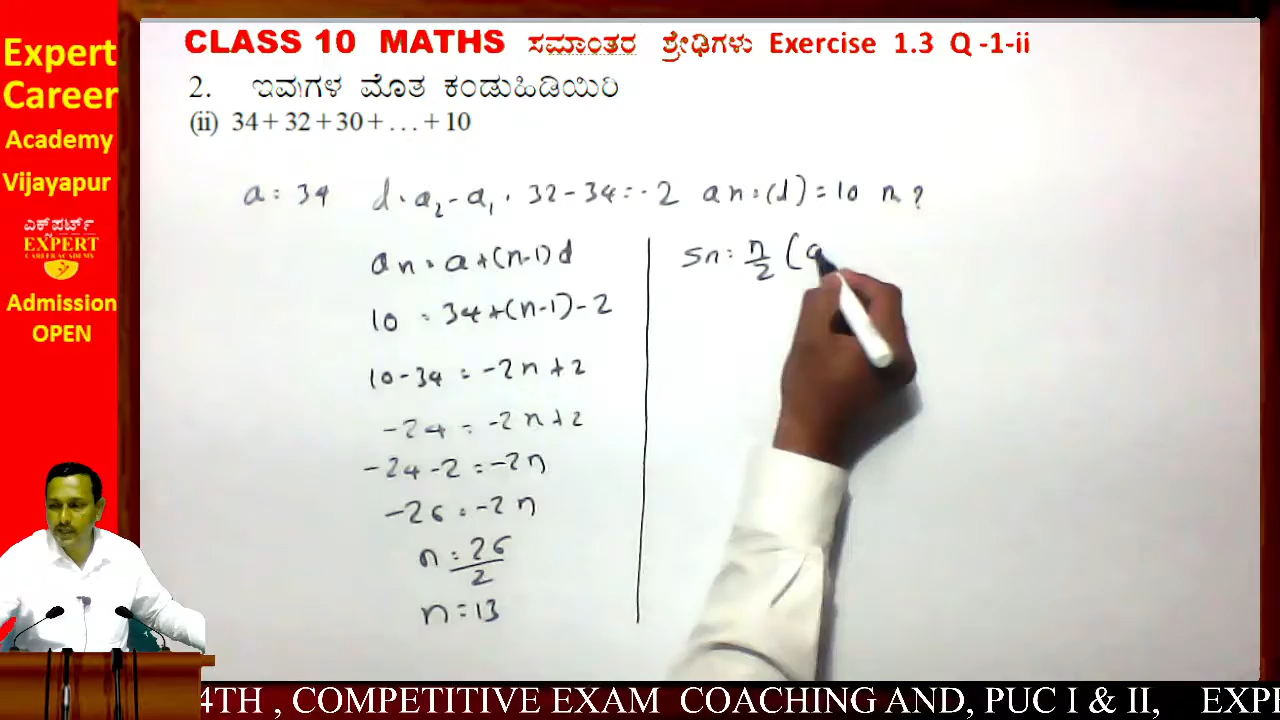 Expert
Career
Academy
Vijayapur
ಎಕ್ಸ್‌ಪರ್ಟ್
EXPERT
CAREER ACADEMY
Admission
OPEN
CLASS 10 MATHS ಸಮಾಂತರ ಶ್ರೇಢಿಗಳು Exercise 1.3 Q -1-ii
2. ಇವುಗಳ ಮೊತ ಕಂಡುಹಿಡಿಯಿರಿ
(ii) 34 + 32 + 30 + . . . + 10
a = 34 d = a₂ - a₁ = 32 - 34 = -2 an = (d) = 10 n ?
an = a + (n-1) d
10 = 34 + (n-1) - 2
10 - 34 = -2n + 2
-24 = -2n + 2
-24 - 2 = -2n
-26 = -2n
n = 26/2
n = 13
Sn = n/2 (a
4TH , COMPETITIVE EXAM COACHING AND, PUC I & II, EXPI